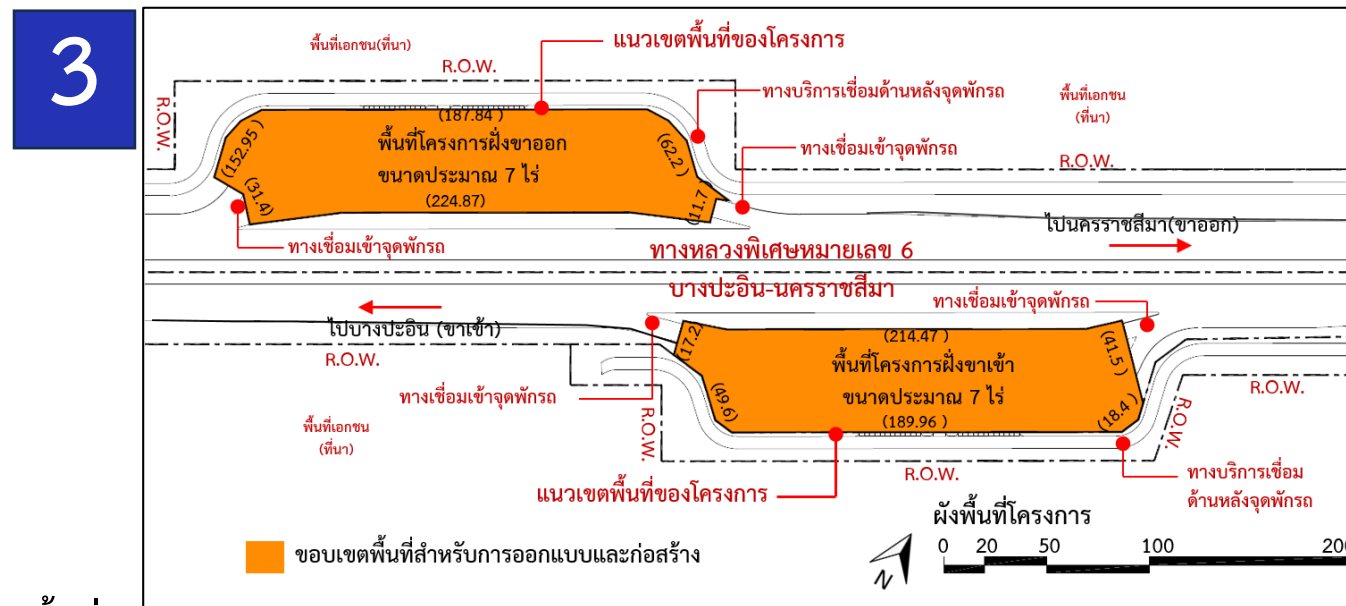 3
พื้นที่เอกชน(ที่นา)
แนวเขตพื้นที่ของโครงการ
R.O.W.
R.O.W.
ทางบริการเชื่อมด้านหลังจุดพักรถ
พื้นที่เอกชน
(ที่นา)
(187.84 )
พื้นที่โครงการฝั่งขาออก
ขนาดประมาณ 7 ไร่
(224.87)
(152.95 )
(31.4)
(62.2 )
(11.7
ทางเชื่อมเข้าจุดพักรถ
R.O.W.
ทางเชื่อมเข้าจุดพักรถ
ไปนครราชสีมา(ขาออก)
ทางหลวงพิเศษหมายเลข 6
บางปะอิน-นครราชสีมา
ทางเชื่อมเข้าจุดพักรถ
ไปบางปะอิน (ขาเข้า)
R.O.W.
(17.2
(214.47 )
(41.5 )
พื้นที่โครงการฝั่งขาเข้า
ขนาดประมาณ 7 ไร่
(189.96 )
(49.6)
(18.4 )
ทางเชื่อมเข้าจุดพักรถ
R.O.W.
R.O.W.
R.O.W.
พื้นที่เอกชน
(ที่นา)
R.O.W.
ทางบริการเชื่อม
ด้านหลังจุดพักรถ
แนวเขตพื้นที่ของโครงการ
ผังพื้นที่โครงการ
ขอบเขตพื้นที่สำหรับการออกแบบและก่อสร้าง
N
0 20 50 100 200